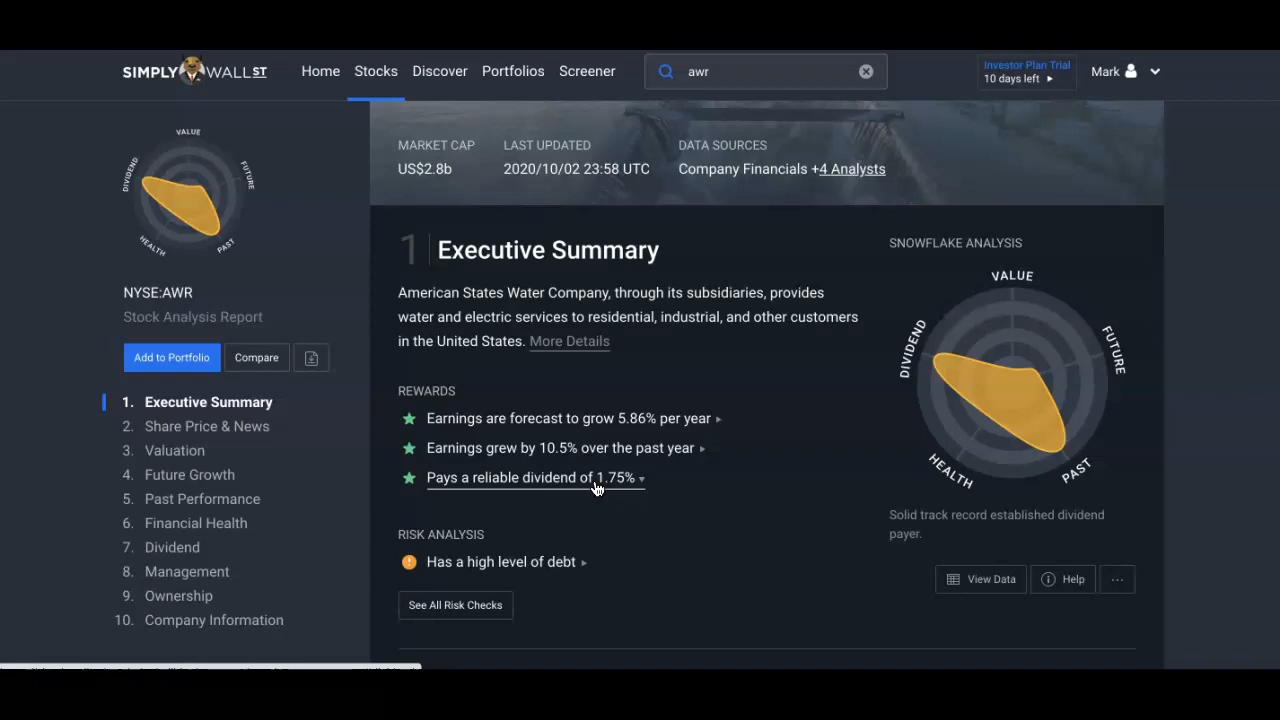 SIMPLY WALL ST
Home Stocks Discover Portfolios Screener
awr
Investor Plan Trial
10 days left ▸
Mark
VALUE
FUTURE
PAST
HEALTH
DIVIDEND
NYSE:AWR
Stock Analysis Report
Add to Portfolio
Compare
1. Executive Summary
2. Share Price & News
3. Valuation
4. Future Growth
5. Past Performance
6. Financial Health
7. Dividend
8. Management
9. Ownership
10. Company Information
MARKET CAP LAST UPDATED DATA SOURCES
US$2.8b 2020/10/02 23:58 UTC Company Financials +4 Analysts
1 Executive Summary
American States Water Company, through its subsidiaries, provides
water and electric services to residential, industrial, and other customers
in the United States. More Details
REWARDS
Earnings are forecast to grow 5.86% per year ▸
Earnings grew by 10.5% over the past year ▸
Pays a reliable dividend of 1.75% ▾
RISK ANALYSIS
Has a high level of debt ▸
See All Risk Checks
SNOWFLAKE ANALYSIS
VALUE
FUTURE
PAST
HEALTH
DIVIDEND
Solid track record established dividend
payer.
View Data
Help
...